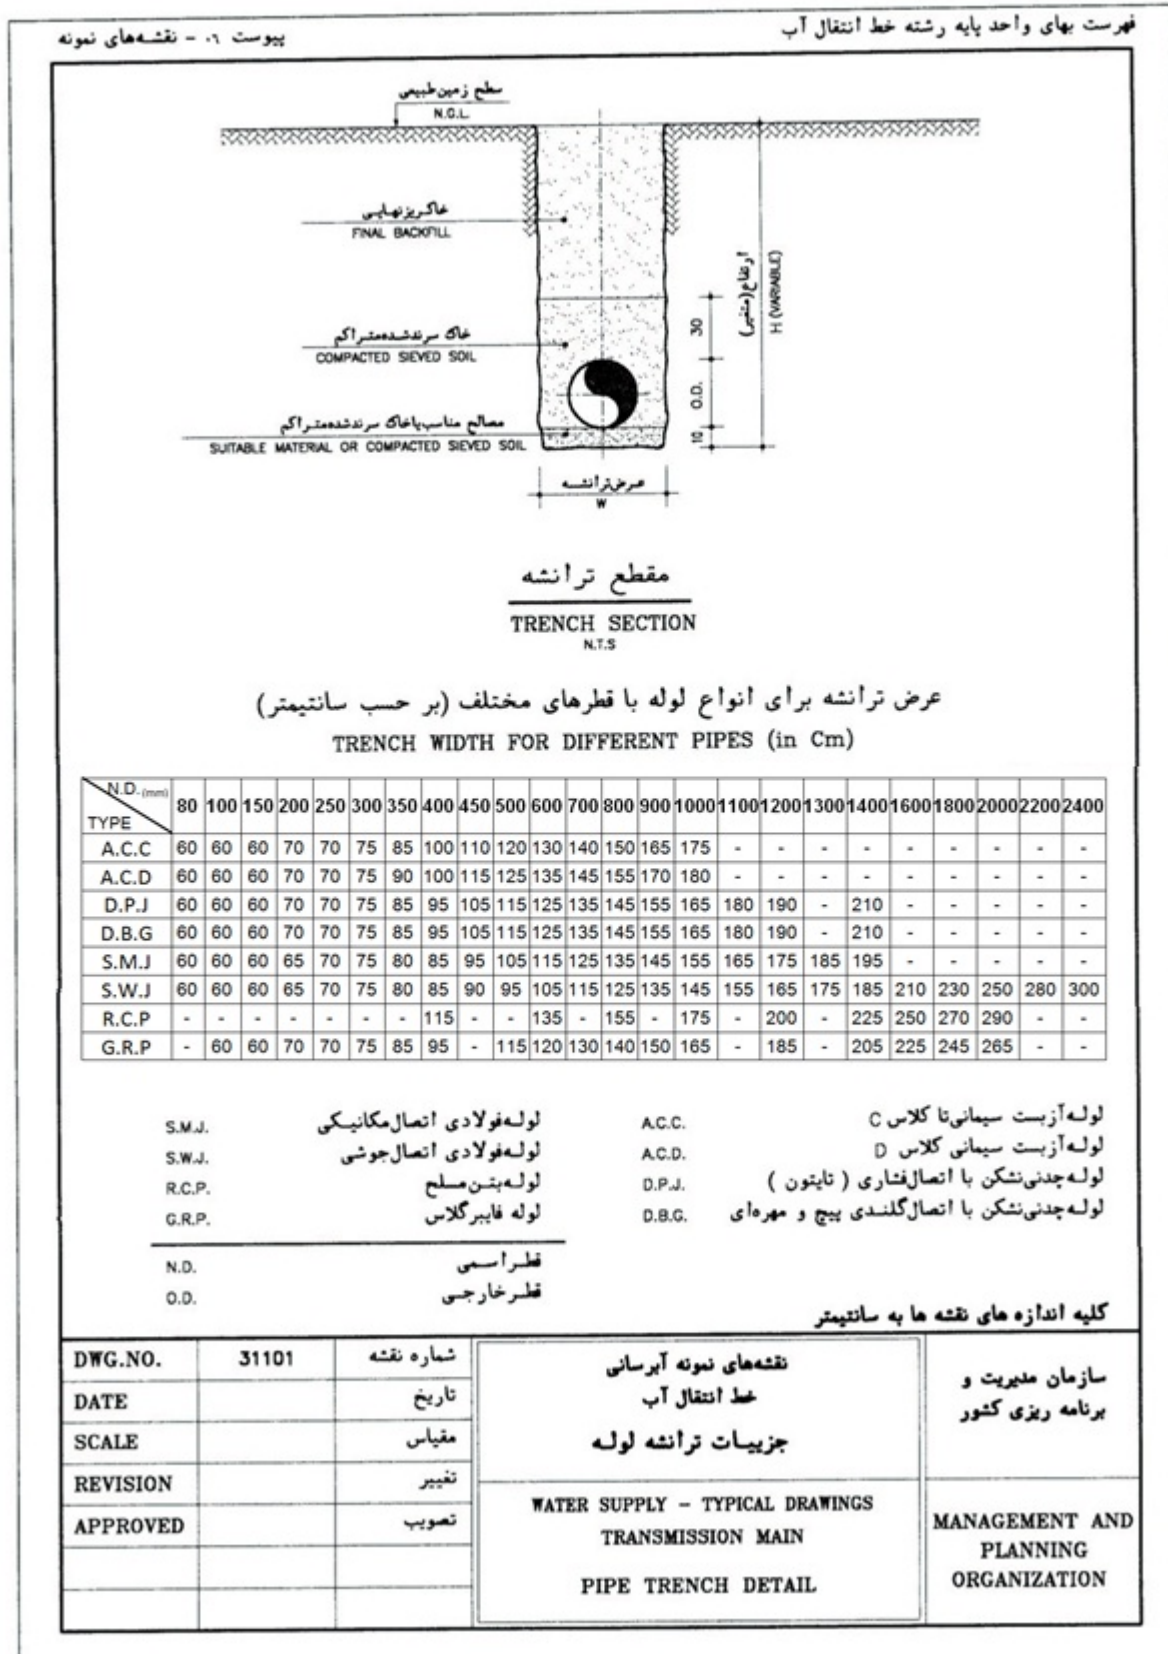 فهرست بهای واحد پایه رشته خط انتقال آب
پیوست ۰۶ - نقشه‌های نمونه
سطح زمین طبیعی
N.G.L.
خاکریز نهایی
FINAL BACKFILL
خاک سرند شده متراکم
COMPACTED SIEVED SOIL
مصالح مناسب یا خاک سرند شده متراکم
SUITABLE MATERIAL OR COMPACTED SIEVED SOIL
30
O.D.
10
ارتفاع (متغیر)
H (VARIABLE)
عرض ترانشه
W
مقطع ترانشه
TRENCH SECTION
N.T.S
عرض ترانشه برای انواع لوله با قطرهای مختلف (بر حسب سانتیمتر)
TRENCH WIDTH FOR DIFFERENT PIPES (in Cm)
N.D. (mm) TYPE 80 100 150 200 250 300 350 400 450 500 600 700 800 900 1000 1100 1200 1300 1400 1600 1800 2000 2200 2400
A.C.C 60 60 60 70 70 75 85 100 110 120 130 140 150 165 175 - - - - - - - - -
A.C.D 60 60 60 70 70 75 90 100 115 125 135 145 155 170 180 - - - - - - - - -
D.P.J 60 60 60 70 70 75 85 95 105 115 125 135 145 155 165 180 190 - 210 - - - - -
D.B.G 60 60 60 70 70 75 85 95 105 115 125 135 145 155 165 180 190 - 210 - - - - -
S.M.J 60 60 60 65 70 75 80 85 95 105 115 125 135 145 155 165 175 185 195 - - - - -
S.W.J 60 60 60 65 70 75 80 85 90 95 105 115 125 135 145 155 165 175 185 210 230 250 280 300
R.C.P - - - - - - - 115 - - 135 - 155 - 175 - 200 - 225 250 270 290 - -
G.R.P - 60 60 70 70 75 85 95 - 115 120 130 140 150 165 - 185 - 205 225 245 265 - -
لوله آزبست سیمانی تا کلاس C A.C.C.
لوله آزبست سیمانی کلاس D A.C.D.
لوله چدنی نشکن با اتصال فشاری ( تایتون ) D.P.J.
لوله چدنی نشکن با اتصال گلندی پیچ و مهره‌ای D.B.G.
لوله فولادی اتصال مکانیکی S.M.J.
لوله فولادی اتصال جوشی S.W.J.
لوله بتن مسلح R.C.P.
لوله فایبرگلاس G.R.P.
قطر اسمی N.D.
قطر خارجی O.D.
کلیه اندازه های نقشه ها به سانتیمتر
سازمان مدیریت و
برنامه ریزی کشور
MANAGEMENT AND
PLANNING
ORGANIZATION
نقشه‌های نمونه آبرسانی
خط انتقال آب
جزییات ترانشه لوله
WATER SUPPLY - TYPICAL DRAWINGS
TRANSMISSION MAIN
PIPE TRENCH DETAIL
DWG.NO. 31101 شماره نقشه
DATE تاریخ
SCALE مقیاس
REVISION تغییر
APPROVED تصویب